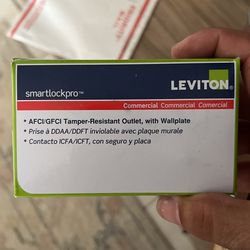 LEVITON
smartlockpro™
Commercial Commercial Comercial
• AFCI/GFCI Tamper-Resistant Outlet, with Wallplate
• Prise à DDAA/DDFT inviolable avec plaque murale
• Contacto ICFA/ICFT, con seguro y placa